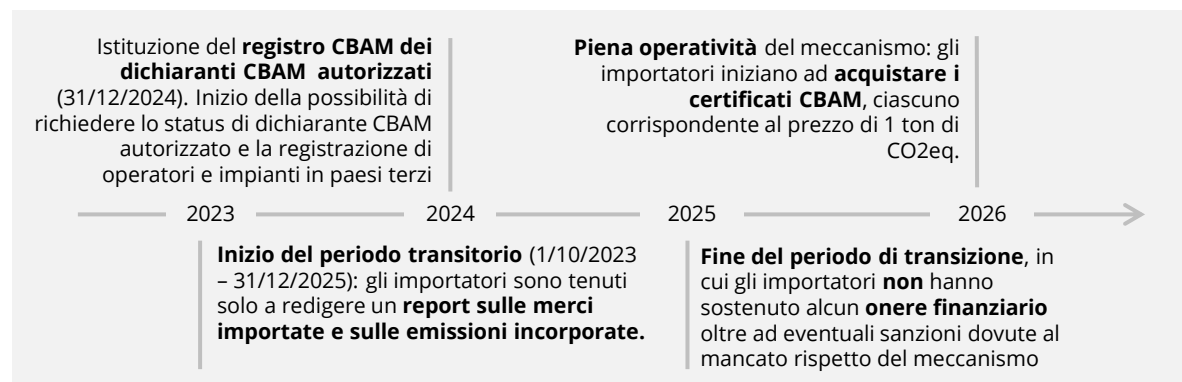 Istituzione del registro CBAM dei
dichiaranti CBAM autorizzati
(31/12/2024). Inizio della possibilità di
richiedere lo status di dichiarante CBAM
autorizzato e la registrazione di
operatori e impianti in paesi terzi
Piena operatività del meccanismo: gli
importatori iniziano ad acquistare i
certificati CBAM, ciascuno
corrispondente al prezzo di 1 ton di
CO2eq.
2023
2024
2025
2026
Inizio del periodo transitorio (1/10/2023
– 31/12/2025): gli importatori sono tenuti
solo a redigere un report sulle merci
importate e sulle emissioni incorporate.
Fine del periodo di transizione, in
cui gli importatori non hanno
sostenuto alcun onere finanziario
oltre ad eventuali sanzioni dovute al
mancato rispetto del meccanismo